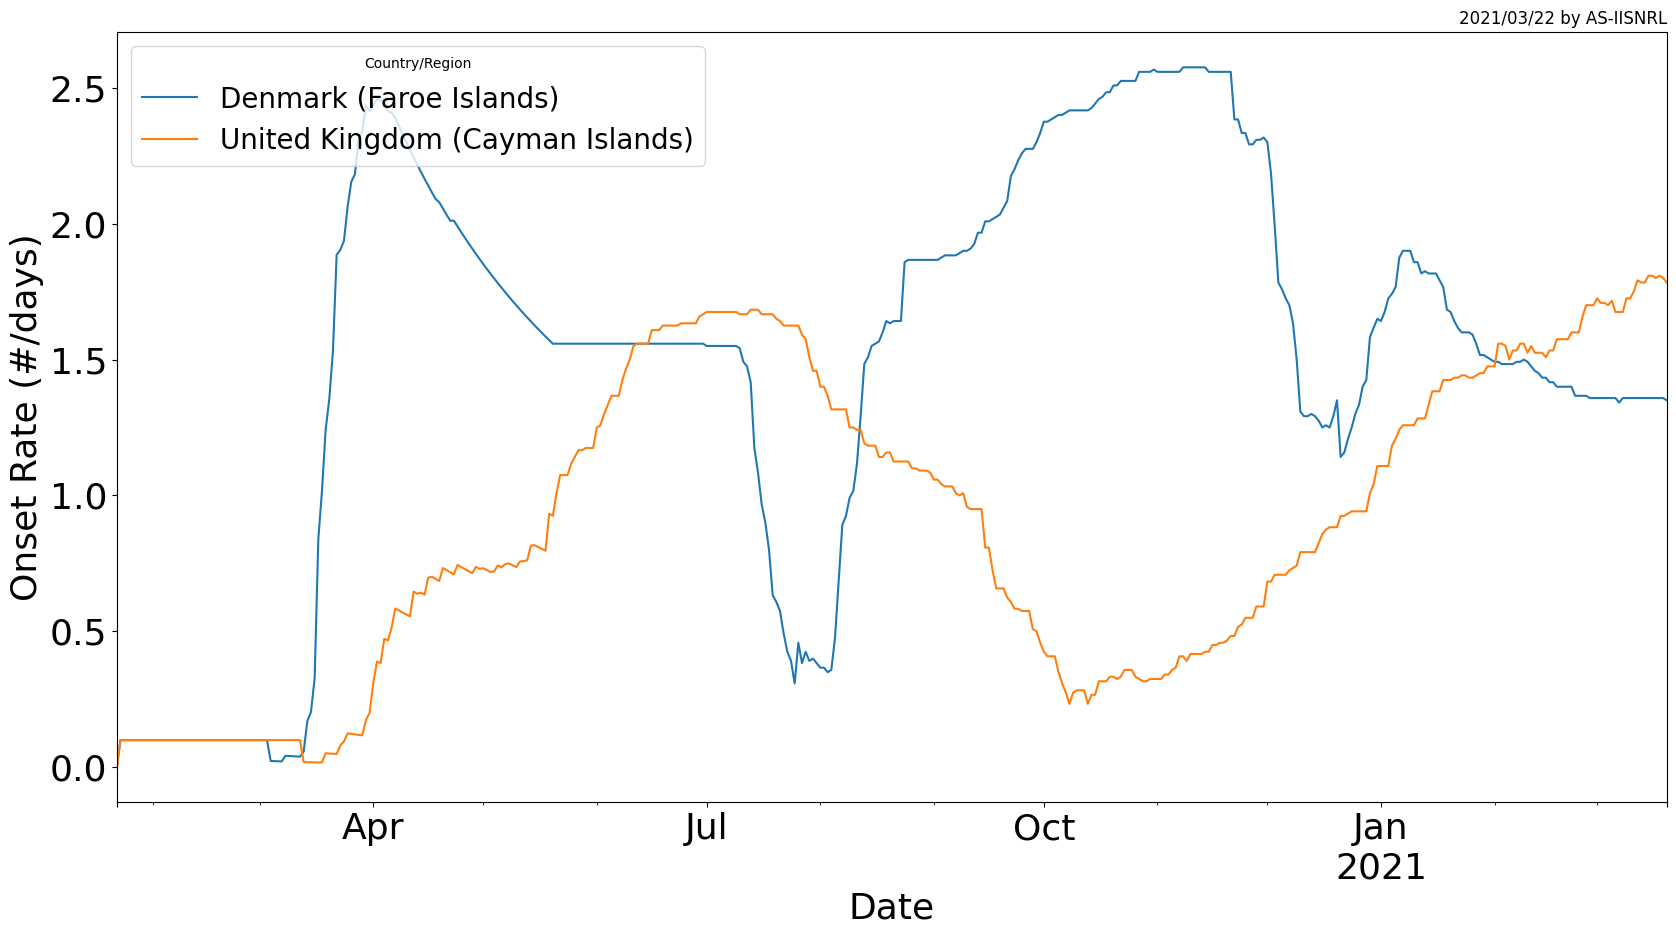 2021/03/22 by AS-IISNRL
Country/Region
Denmark (Faroe Islands)
United Kingdom (Cayman Islands)
Onset Rate (#/days)
2.5
2.0
1.5
1.0
0.5
0.0
Apr Jul Oct Jan
2021
Date